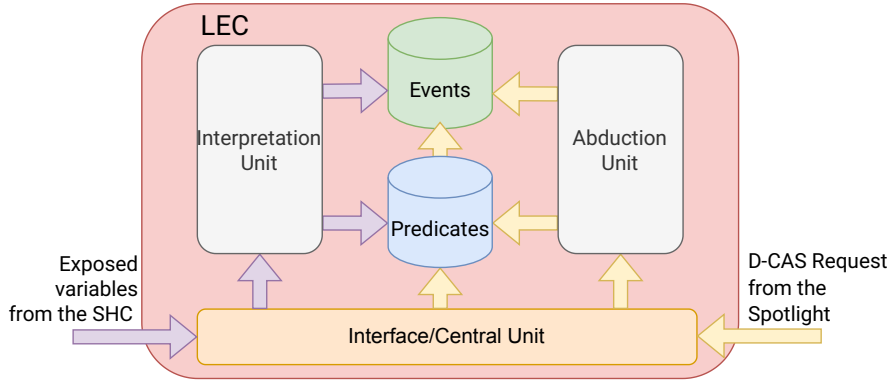 LEC
Events
Interpretation
Unit
Abduction
Unit
Predicates
Exposed
variables
from the SHC
D-CAS Request
from the
Spotlight
Interface/Central Unit